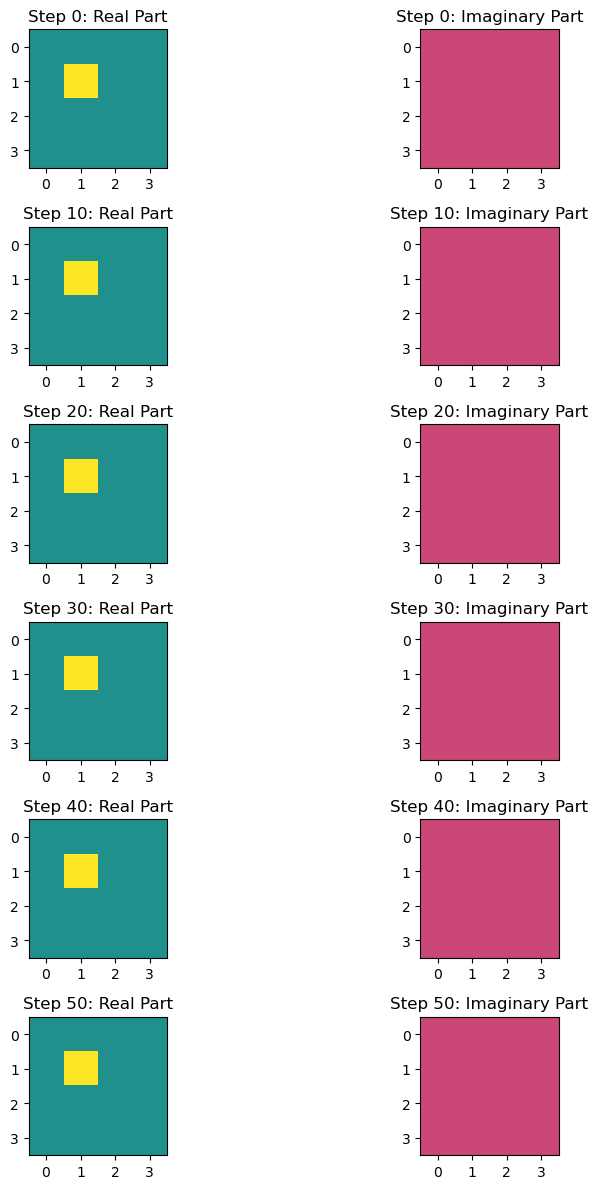 Step 0: Real Part
Step 0: Imaginary Part
0
1
2
3
0 1 2 3
0
1
2
3
0 1 2 3
Step 10: Real Part
Step 10: Imaginary Part
0
1
2
3
0 1 2 3
0
1
2
3
0 1 2 3
Step 20: Real Part
Step 20: Imaginary Part
0
1
2
3
0 1 2 3
0
1
2
3
0 1 2 3
Step 30: Real Part
Step 30: Imaginary Part
0
1
2
3
0 1 2 3
0
1
2
3
0 1 2 3
Step 40: Real Part
Step 40: Imaginary Part
0
1
2
3
0 1 2 3
0
1
2
3
0 1 2 3
Step 50: Real Part
Step 50: Imaginary Part
0
1
2
3
0 1 2 3
0
1
2
3
0 1 2 3